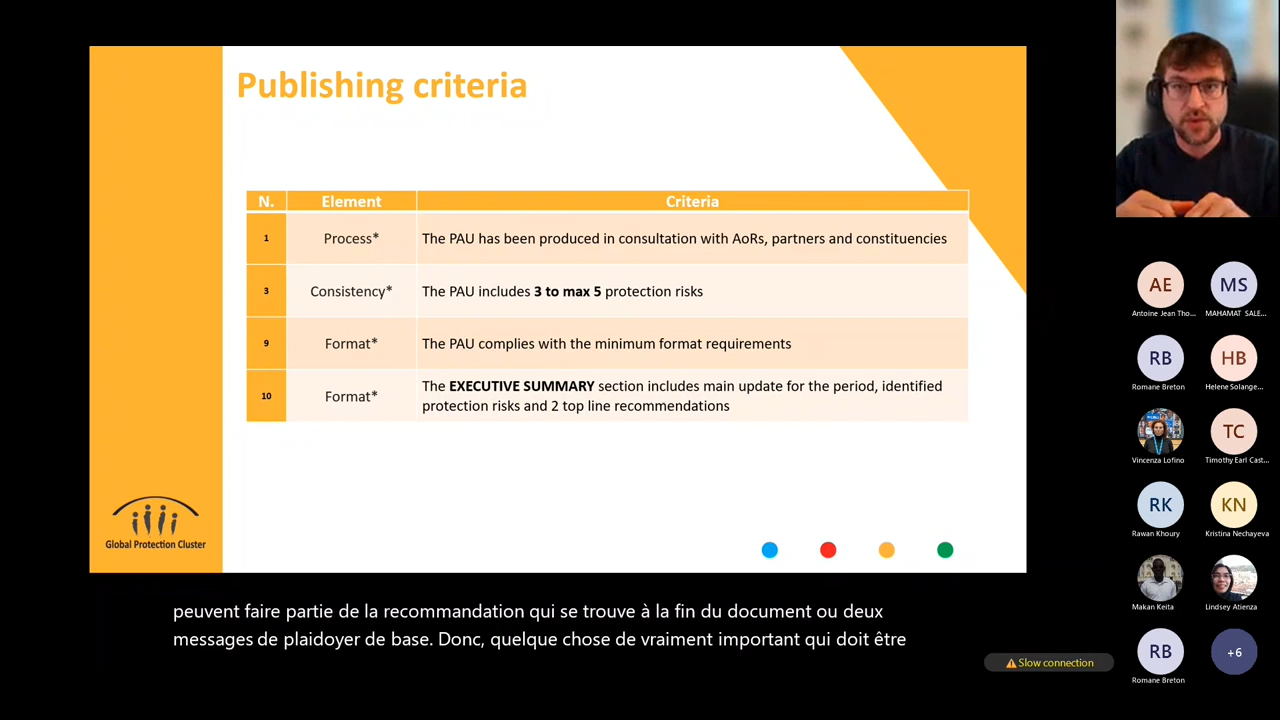 Publishing criteria
N. Element Criteria
1 Process* The PAU has been produced in consultation with AoRs, partners and constituencies
3 Consistency* The PAU includes 3 to max 5 protection risks
9 Format* The PAU complies with the minimum format requirements
10 Format* The EXECUTIVE SUMMARY section includes main update for the period, identified
protection risks and 2 top line recommendations
Global Protection Cluster
peuvent faire partie de la recommandation qui se trouve à la fin du document ou deux
messages de plaidoyer de base. Donc, quelque chose de vraiment important qui doit être
Slow connection
AE MS
Antoine Jean Tho... MAHAMAT SALE...
RB HB
Romane Breton Helene Solange...
TC
Vincenza Lofino Timothy Earl Cast...
RK KN
Rawan Khoury Kristina Nechayeva
Makan Keita Lindsey Atienza
RB +6
Romane Breton